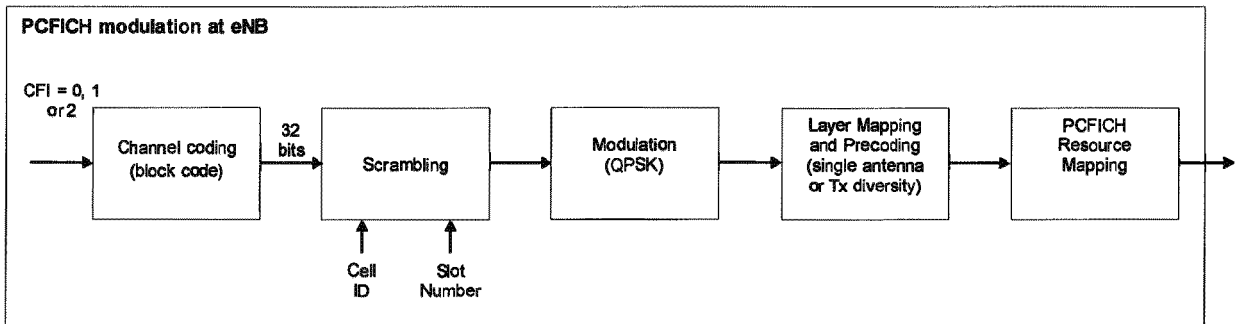 PCFICH modulation at eNB
CFI = 0, 1
or 2
Channel coding
(block code)
32
bits
Scrambling
Cell
ID
Slot
Number
Modulation
(QPSK)
Layer Mapping
and Precoding
(single antenna
or Tx diversity)
PCFICH
Resource
Mapping